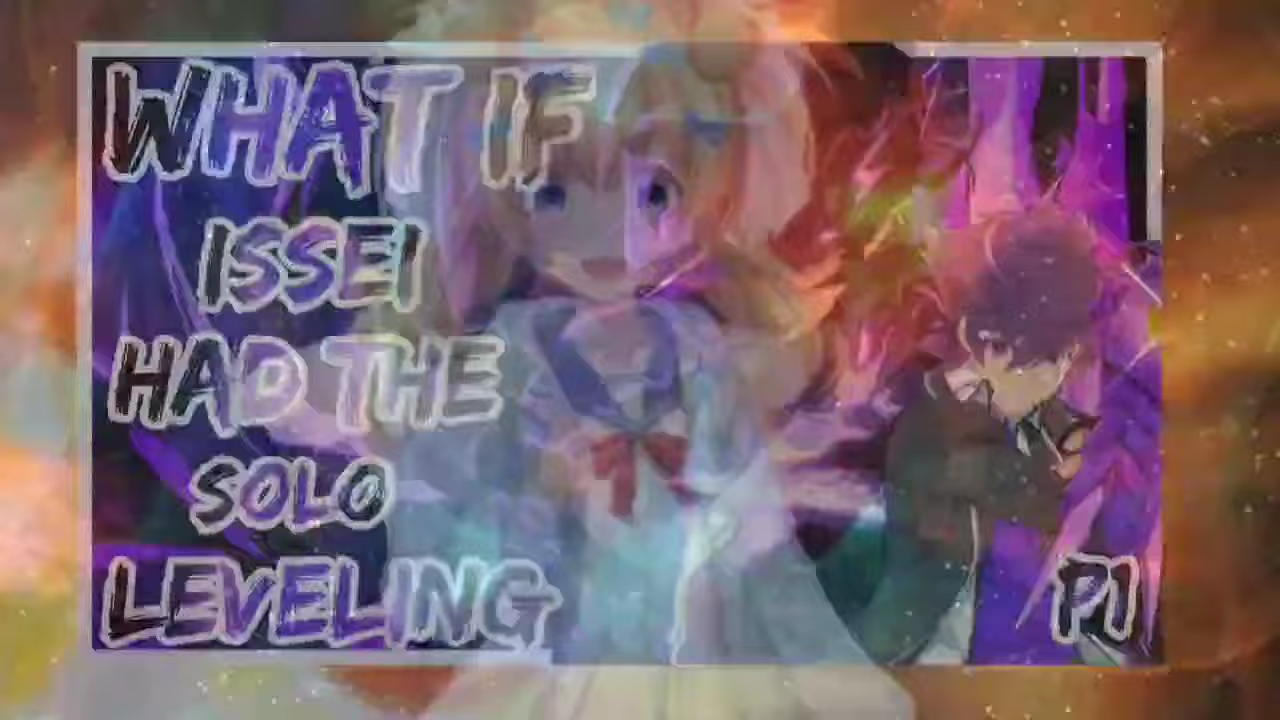 WHAT IF
ISSEI
HAD THE
SOLO
LEVELING
P1